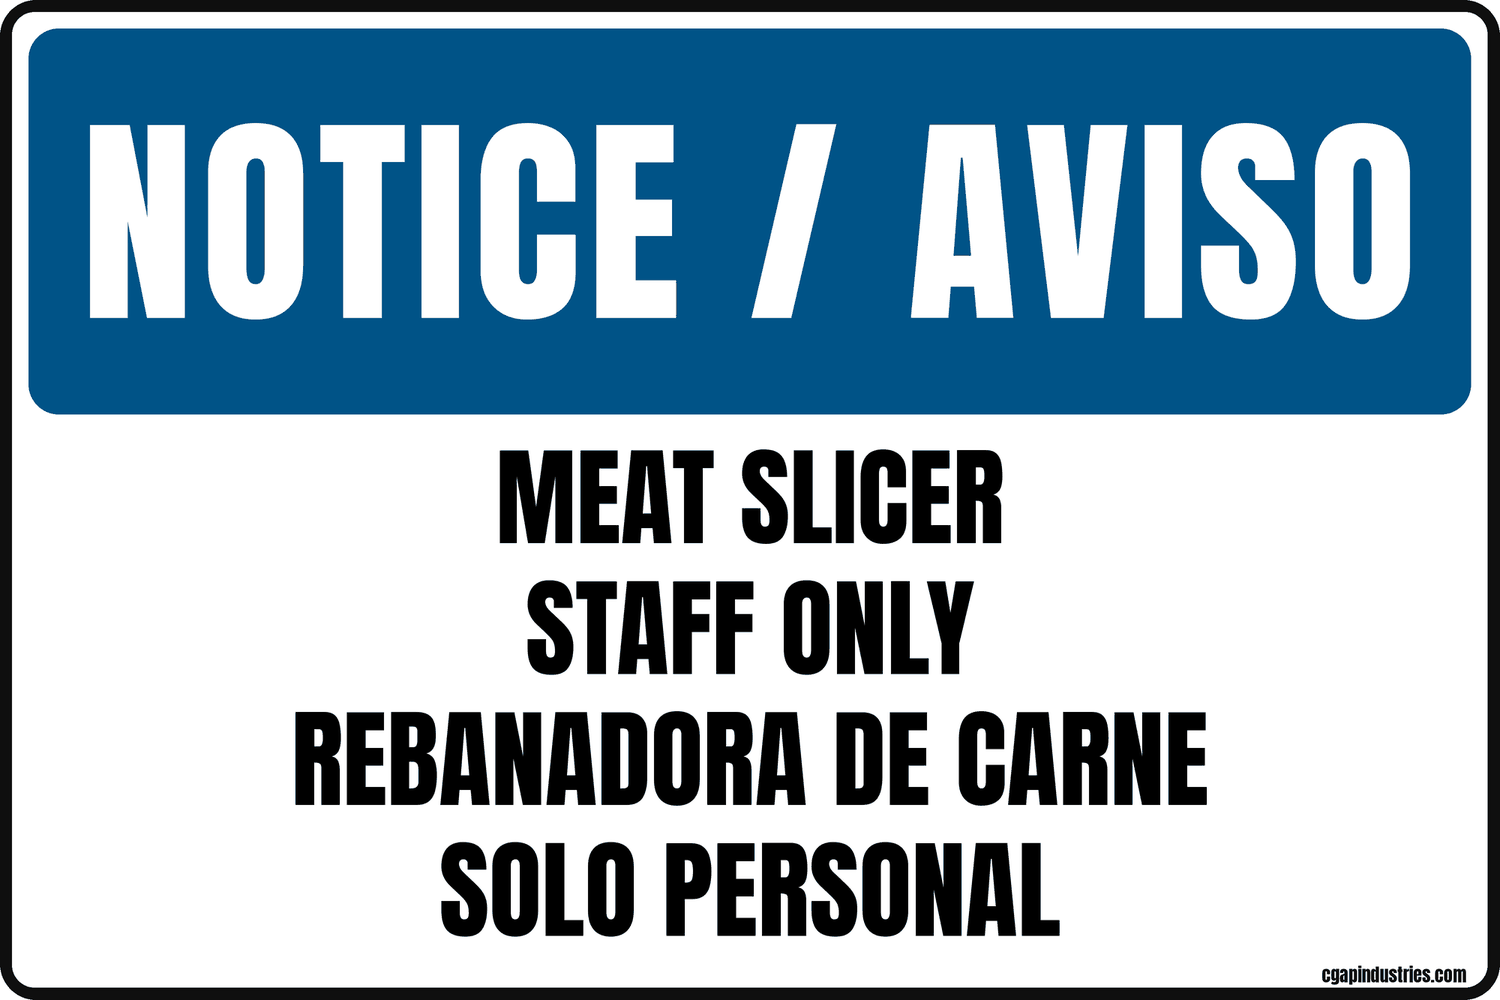 NOTICE / AVISO
MEAT SLICER
STAFF ONLY
REBANADORA DE CARNE
SOLO PERSONAL
cgapindustries.com